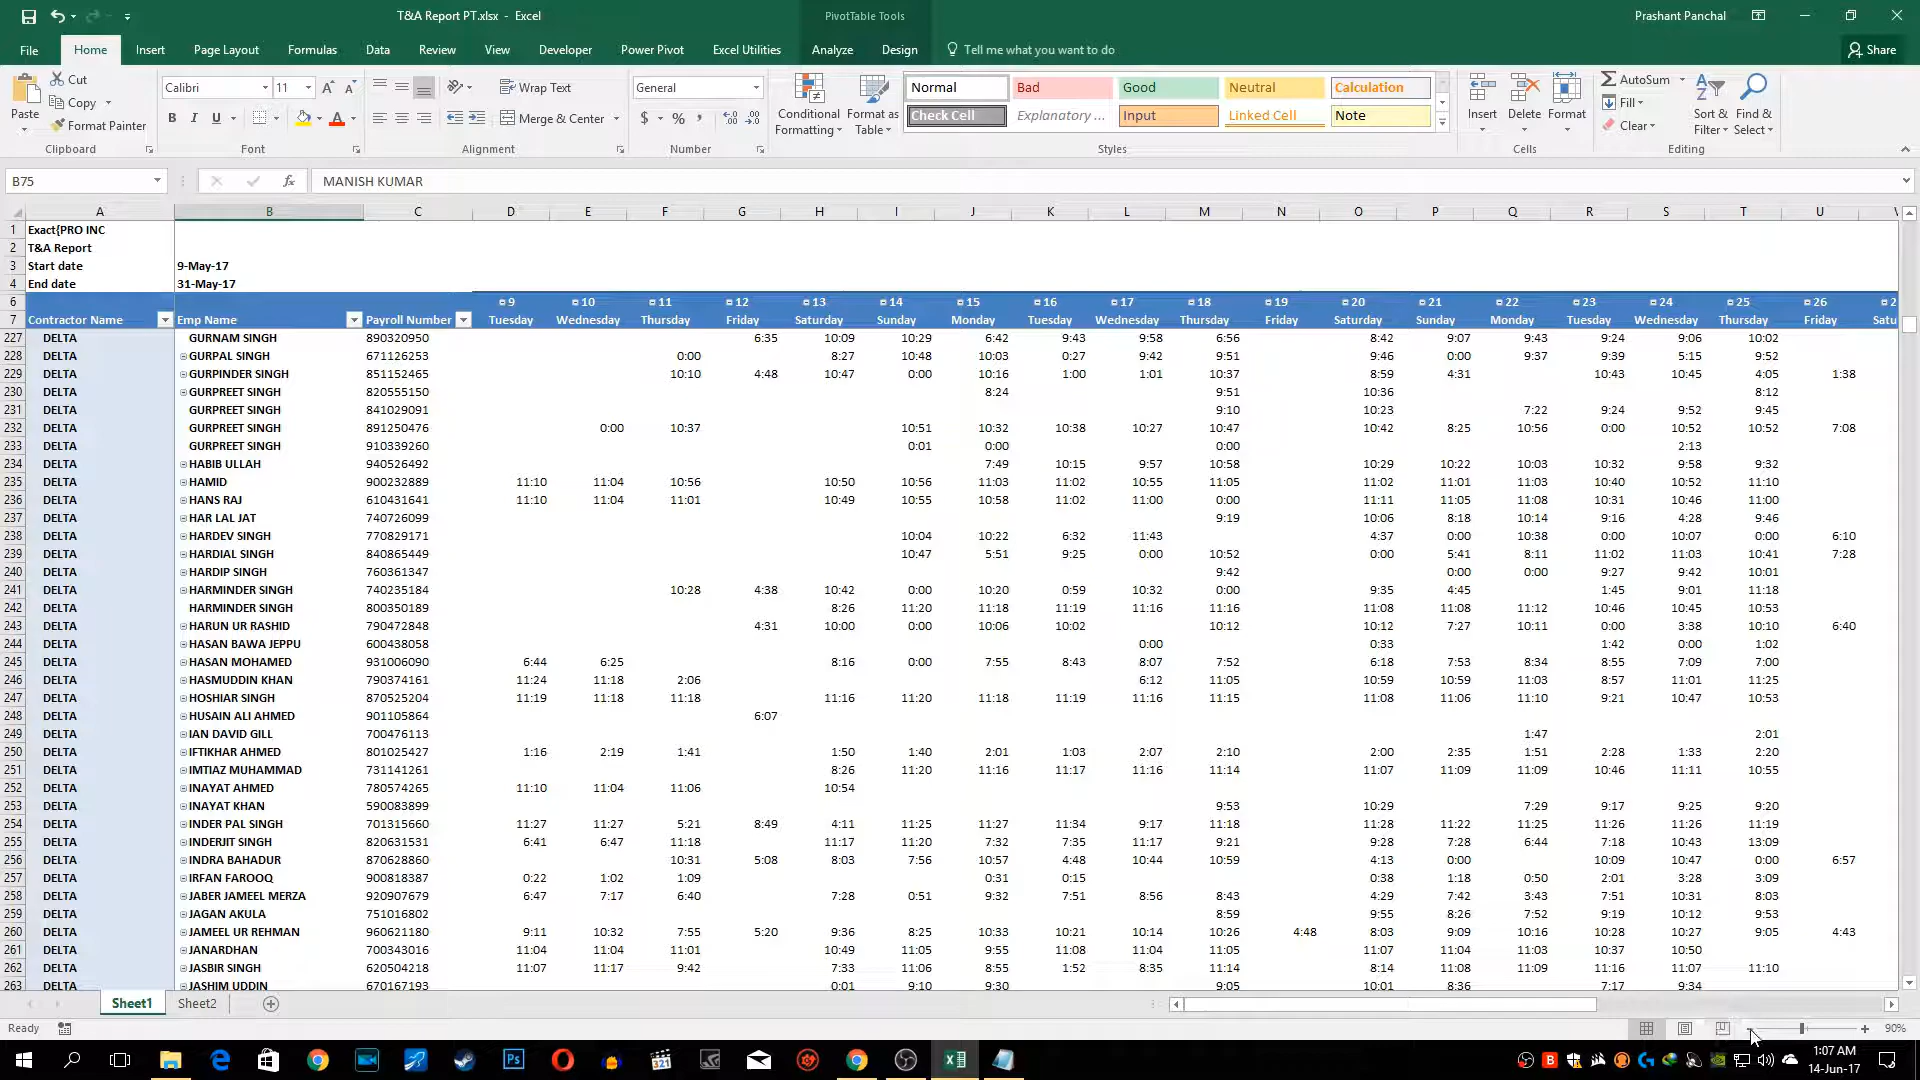 T&A Report PT.xlsx - Excel
PivotTable Tools
Prashant Panchal
File Home Insert Page Layout Formulas Data Review View Developer Power Pivot Excel Utilities Analyze Design Tell me what you want to do Share
Paste
Cut
Copy
Format Painter
Clipboard
Calibri 11
B I U
Font
Wrap Text
Merge & Center
Alignment
General
$ % ,
Number
Conditional Formatting
Format as Table
Normal Bad Good Neutral Calculation
Check Cell Explanatory ... Input Linked Cell Note
Styles
Insert Delete Format
Cells
AutoSum
Fill
Clear
Sort & Filter
Find & Select
Editing
B75 fx MANISH KUMAR
A B C D E F G H I J K L M N O P Q R S T U
1 Exact{PRO INC
2 T&A Report
3 Start date 9-May-17
4 End date 31-May-17
6 9 10 11 12 13 14 15 16 17 18 19 20 21 22 23 24 25 26 2
7 Contractor Name Emp Name Payroll Number Tuesday Wednesday Thursday Friday Saturday Sunday Monday Tuesday Wednesday Thursday Friday Saturday Sunday Monday Tuesday Wednesday Thursday Friday Satu
227 DELTA GURNAM SINGH 890320950 6:35 10:09 10:29 6:42 9:43 9:58 6:56 8:42 9:07 9:43 9:24 9:06 10:02
228 DELTA GURPAL SINGH 671126253 0:00 8:27 10:48 10:03 0:27 9:42 9:51 9:46 0:00 9:37 9:39 5:15 9:52
229 DELTA GURPINDER SINGH 851152465 10:10 4:48 10:47 0:00 10:16 1:00 1:01 10:37 8:59 4:31 10:43 10:45 4:05 1:38
230 DELTA GURPREET SINGH 820555150 8:24 9:51 10:36 8:12
231 DELTA GURPREET SINGH 841029091 9:10 10:23 7:22 9:24 9:52 9:45
232 DELTA GURPREET SINGH 891250476 0:00 10:37 10:51 10:32 10:38 10:27 10:47 10:42 8:25 10:56 0:00 10:52 10:52 7:08
233 DELTA GURPREET SINGH 910339260 0:01 0:00 0:00 2:13
234 DELTA HABIB ULLAH 940526492 7:49 10:15 9:57 10:58 10:29 10:22 10:03 10:32 9:58 9:32
235 DELTA HAMID 900232889 11:10 11:04 10:56 10:50 10:56 11:03 11:02 10:55 11:05 11:02 11:01 11:03 10:40 10:52 11:10
236 DELTA HANS RAJ 610431641 11:10 11:04 11:01 10:49 10:55 10:58 11:02 11:00 0:00 11:11 11:05 11:08 10:31 10:46 11:00
237 DELTA HAR LAL JAT 740726099 9:19 10:06 8:18 10:14 9:16 4:28 9:46
238 DELTA HARDEV SINGH 770829171 10:04 10:22 6:32 11:43 4:37 0:00 10:38 0:00 10:07 0:00 6:10
239 DELTA HARDIAL SINGH 840865449 10:47 5:51 9:25 0:00 10:52 0:00 5:41 8:11 11:02 11:03 10:41 7:28
240 DELTA HARDIP SINGH 760361347 9:42 0:00 0:00 9:27 9:42 10:01
241 DELTA HARMINDER SINGH 740235184 10:28 4:38 10:42 0:00 10:20 0:59 10:32 0:00 9:35 4:45 1:45 9:01 11:18
242 DELTA HARMINDER SINGH 800350189 8:26 11:20 11:18 11:19 11:16 11:16 11:08 11:08 11:12 10:46 10:45 10:53
243 DELTA HARUN UR RASHID 790472848 4:31 10:00 0:00 10:06 10:02 10:12 10:12 7:27 10:11 0:00 3:38 10:10 6:40
244 DELTA HASAN BAWA JEPPU 600438058 0:00 0:33 1:42 0:00 1:02
245 DELTA HASAN MOHAMED 931006090 6:44 6:25 8:16 0:00 7:55 8:43 8:07 7:52 6:18 7:53 8:34 8:55 7:09 7:00
246 DELTA HASMUDDIN KHAN 790374161 11:24 11:18 2:06 6:12 11:05 10:59 10:59 11:03 8:57 11:01 11:25
247 DELTA HOSHIAR SINGH 870525204 11:19 11:18 11:18 11:16 11:20 11:18 11:19 11:16 11:15 11:08 11:06 11:10 9:21 10:47 10:53
248 DELTA HUSAIN ALI AHMED 901105864 6:07
249 DELTA IAN DAVID GILL 700476113 1:47 2:01
250 DELTA IFTIKHAR AHMED 801025427 1:16 2:19 1:41 1:50 1:40 2:01 1:03 2:07 2:10 2:00 2:35 1:51 2:28 1:33 2:20
251 DELTA IMTIAZ MUHAMMAD 731141261 8:26 11:20 11:16 11:17 11:16 11:14 11:07 11:09 11:09 10:46 11:11 10:55
252 DELTA INAYAT AHMED 780574265 11:10 11:04 11:06 10:54
253 DELTA INAYAT KHAN 590083899 9:53 10:29 7:29 9:17 9:25 9:20
254 DELTA INDER PAL SINGH 701315660 11:27 11:27 5:21 8:49 4:11 11:25 11:27 11:34 9:17 11:18 11:28 11:22 11:25 11:26 11:26 11:19
255 DELTA INDERJIT SINGH 820631531 6:41 6:47 11:18 11:17 11:20 7:32 7:35 11:17 9:21 9:28 7:28 6:44 7:18 10:43 13:09
256 DELTA INDRA BAHADUR 870628860 10:31 5:08 8:03 7:56 10:57 4:48 10:44 10:59 4:13 0:00 10:09 10:47 0:00 6:57
257 DELTA IRFAN FAROOQ 900818387 0:22 1:02 1:09 0:31 0:15 0:38 1:18 0:50 2:01 3:28 3:09
258 DELTA JABER JAMEEL MERZA 920907679 6:47 7:17 6:40 7:28 0:51 9:32 7:51 8:56 8:43 4:29 7:42 3:43 7:51 10:31 8:03
259 DELTA JAGAN AKULA 751016802 8:59 9:55 8:26 7:52 9:19 10:12 9:53
260 DELTA JAMEEL UR REHMAN 960621180 9:11 10:32 7:55 5:20 9:36 8:25 10:33 10:21 10:14 10:26 4:48 8:03 9:09 10:16 10:28 10:27 9:05 4:43
261 DELTA JANARDHAN 700343016 11:04 11:04 11:01 10:49 11:05 9:55 11:08 11:04 11:05 11:07 11:04 11:03 10:37 10:50
262 DELTA JASBIR SINGH 620504218 11:07 11:17 9:42 7:33 11:06 8:55 1:52 8:35 11:14 8:14 11:08 11:09 11:16 11:07 11:10
263 DELTA JASHIM UDDIN 670167193 0:01 9:10 9:30 9:05 10:01 8:36 7:17 9:34
Sheet1 Sheet2
Ready 90%
1:07 AM
14-Jun-17